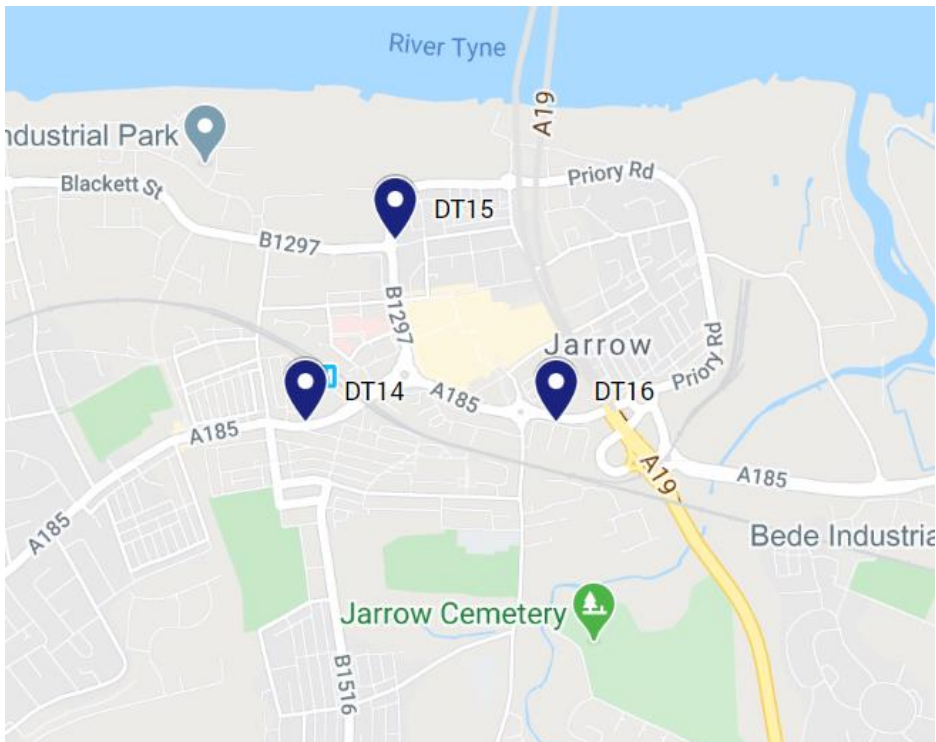 River Tyne
A19
ndustrial Park
Blackett St
Priory Rd
DT15
B1297
B1297
Jarrow
Priory Rd
M
DT14
A185
DT16
A185
A19
A185
A185
Bede Industria
Jarrow Cemetery
B1516